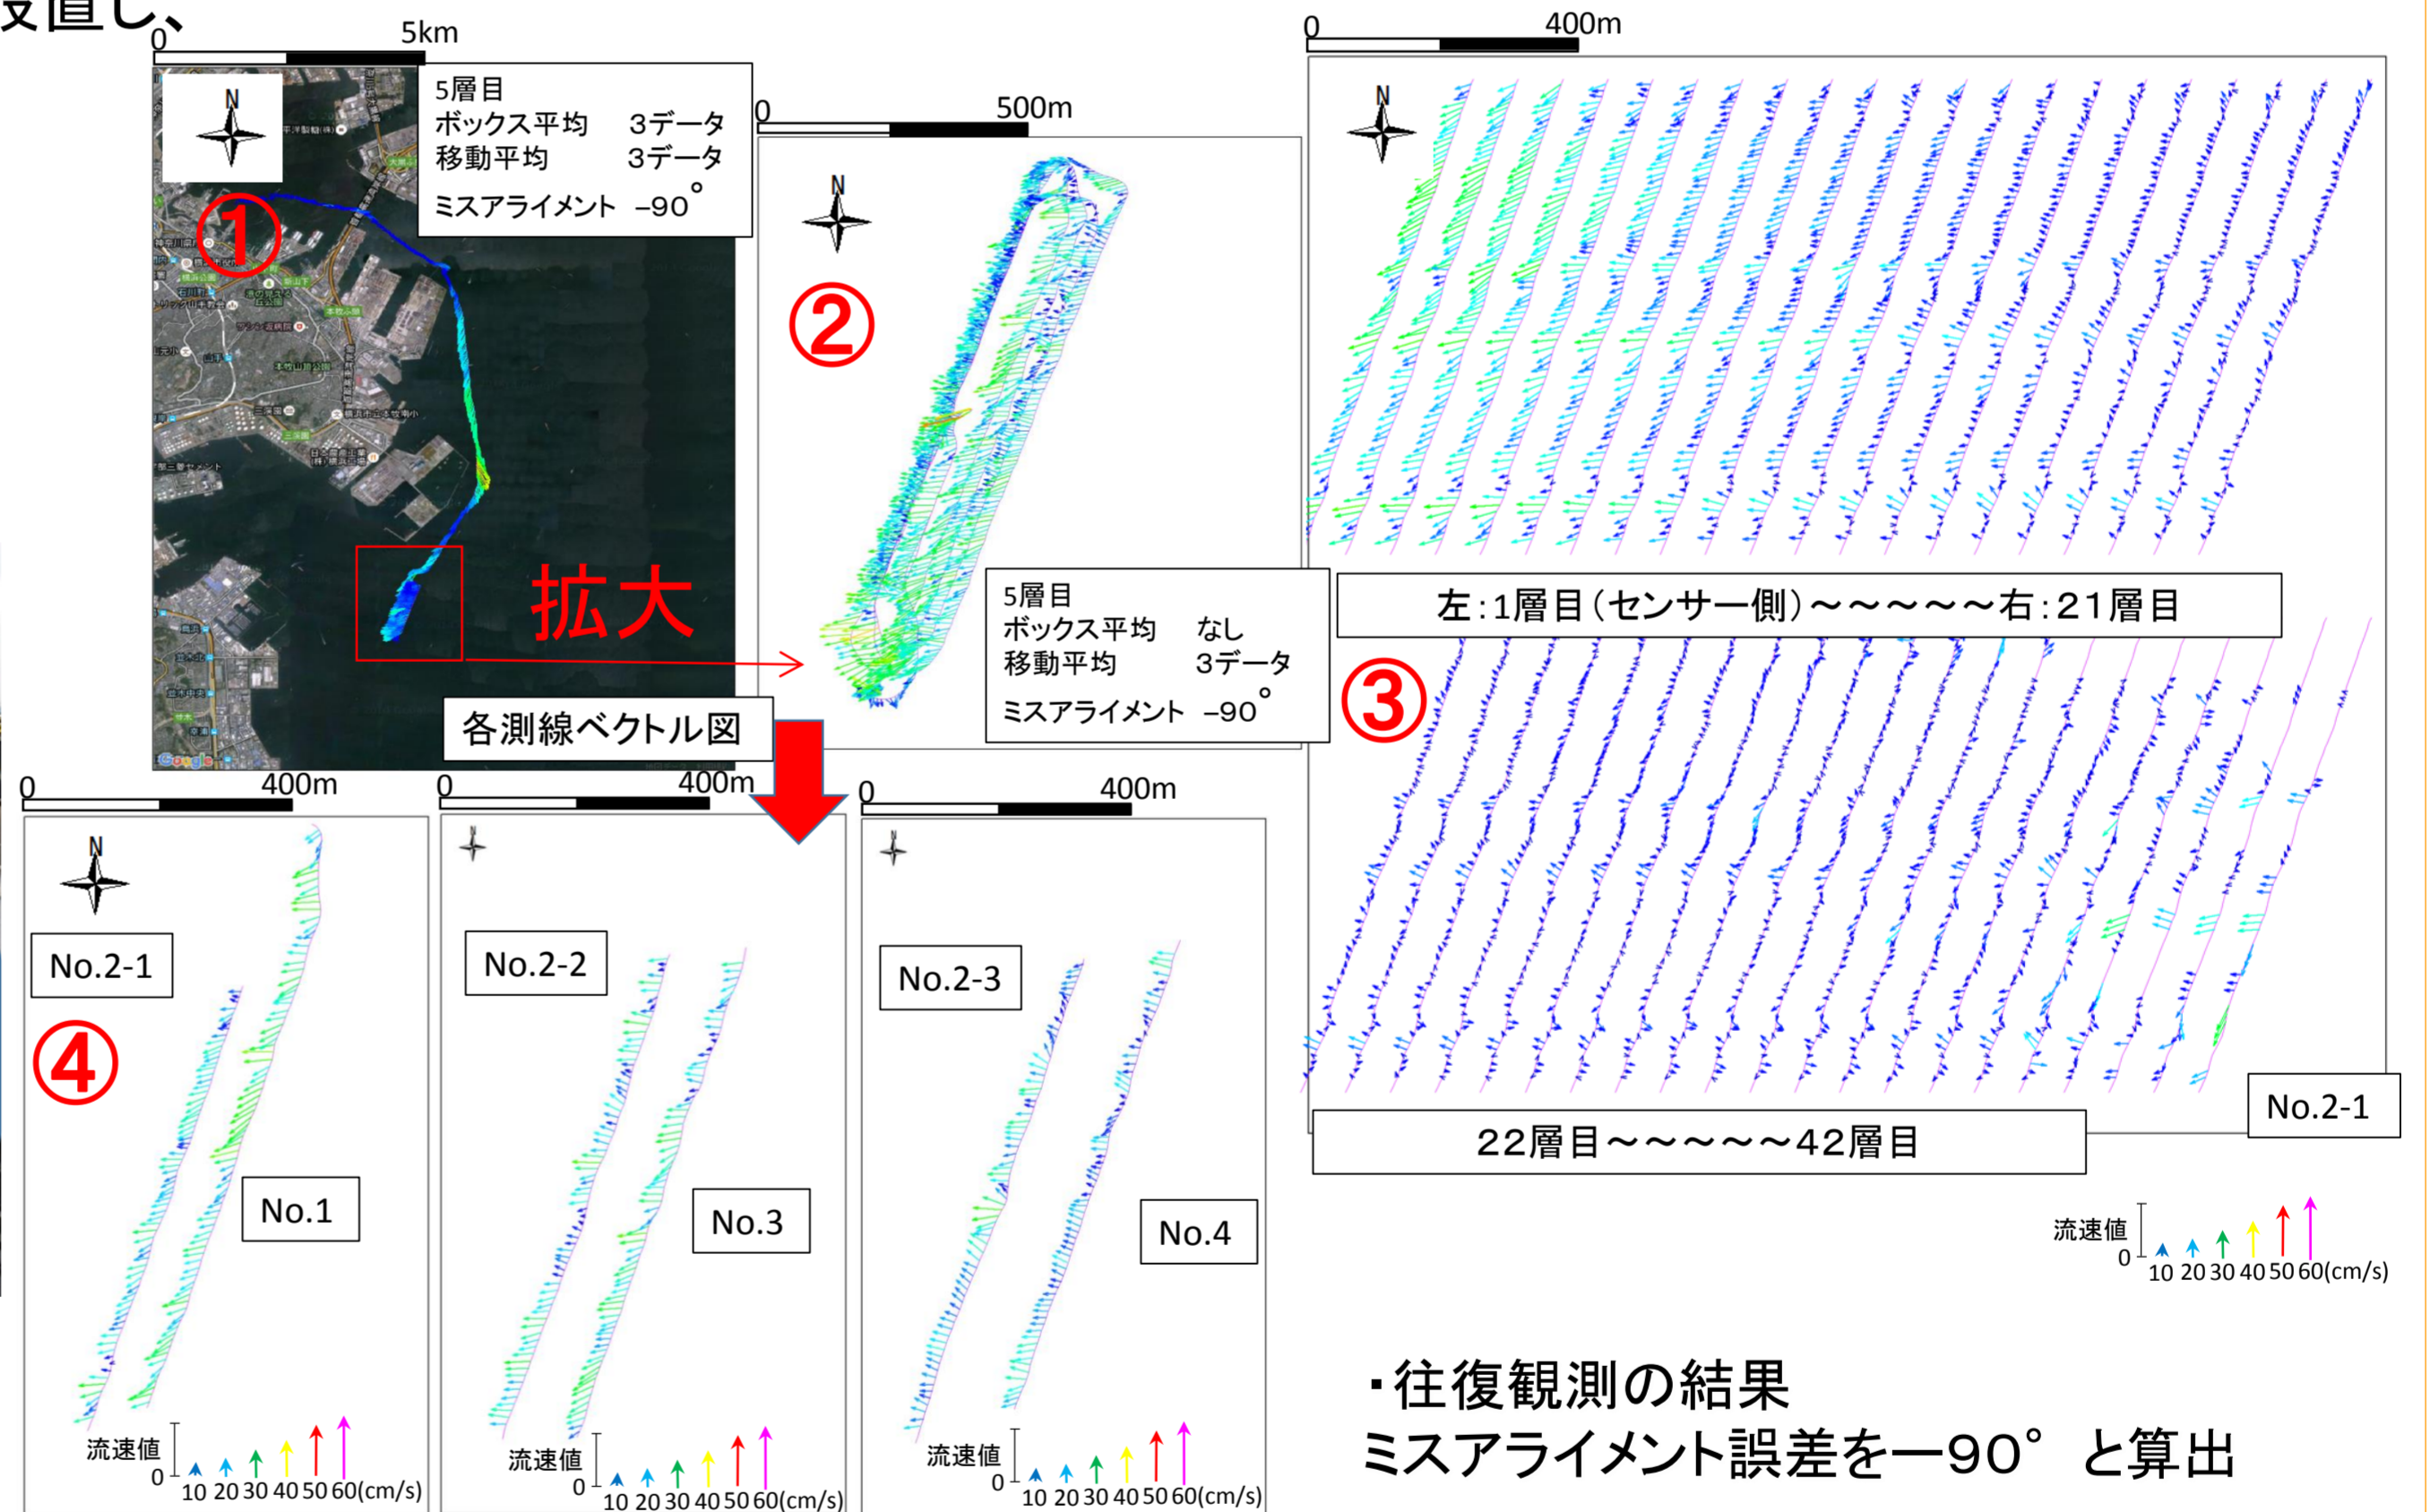 設置し、
0 5km
N
5層目
ボックス平均 3データ
移動平均 3データ
ミスアライメント −90°
①
拡大
Google
0 500m
N
②
5層目
ボックス平均 なし
移動平均 3データ
ミスアライメント −90°
各測線ベクトル図
0 400m
N
左：1層目（センサー側）～～～～～右：２１層目
③
２２層目～～～～～４２層目
No.2-1
流速値
0
10 20 30 40 50 60(cm/s)
0 400m
N
No.2-1
④
No.1
流速値
0
10 20 30 40 50 60(cm/s)
0 400m
N
No.2-2
No.3
流速値
0
10 20 30 40 50 60(cm/s)
0 400m
N
No.2-3
No.4
流速値
0
10 20 30 40 50 60(cm/s)
・往復観測の結果
ミスアライメント誤差を―９０°と算出